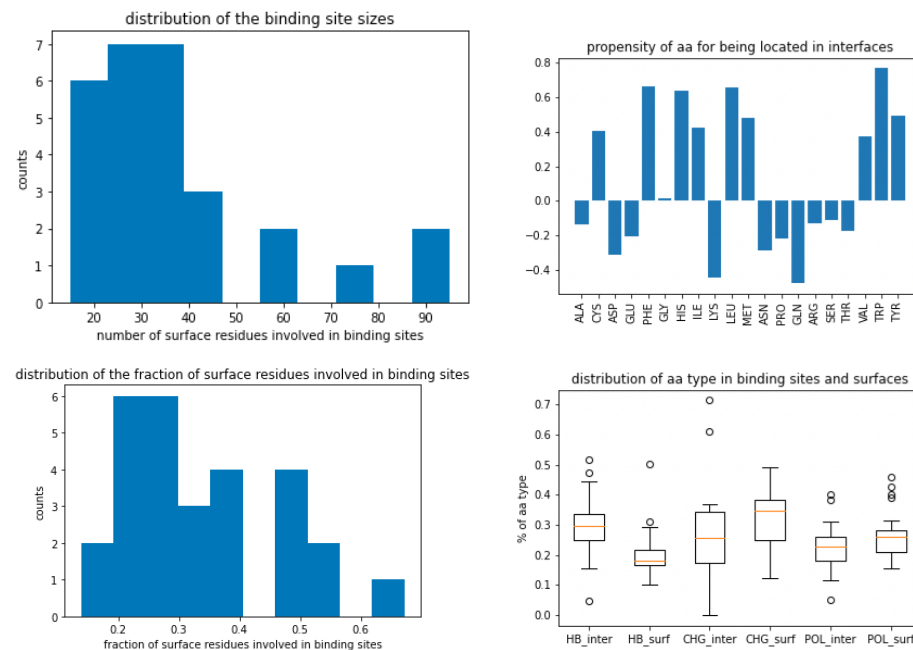 distribution of the binding site sizes
7
6
5
4
3
2
1
0
counts
20 30 40 50 60 70 80 90
number of surface residues involved in binding sites
propensity of aa for being located in interfaces
0.8
0.6
0.4
0.2
0.0
−0.2
−0.4
ALA CYS ASP GLU PHE GLY HIS ILE LYS LEU MET ASN PRO GLN ARG SER THR VAL TRP TYR
distribution of the fraction of surface residues involved in binding sites
6
5
4
3
2
1
0
counts
0.2 0.3 0.4 0.5 0.6
fraction of surface residues involved in binding sites
distribution of aa type in binding sites and surfaces
0.7
0.6
0.5
0.4
0.3
0.2
0.1
0.0
% of aa type
HB_inter HB_surf CHG_inter CHG_surf POL_inter POL_surf